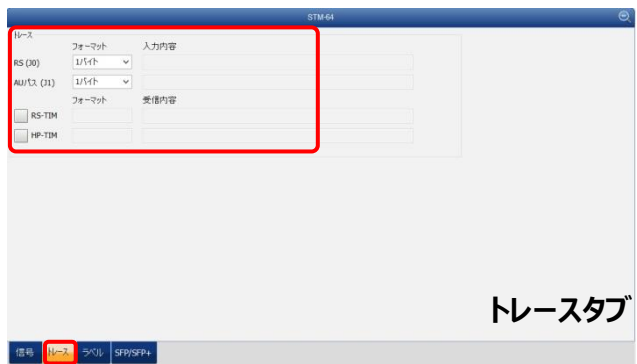 STM-64
トレース
フォーマット 入力内容
RS (J0) 1バイト
AUパス (J1) 1バイト
フォーマット 受信内容
RS-TIM
HP-TIM
トレースタブ
信号 トレース ラベル SFP/SFP+